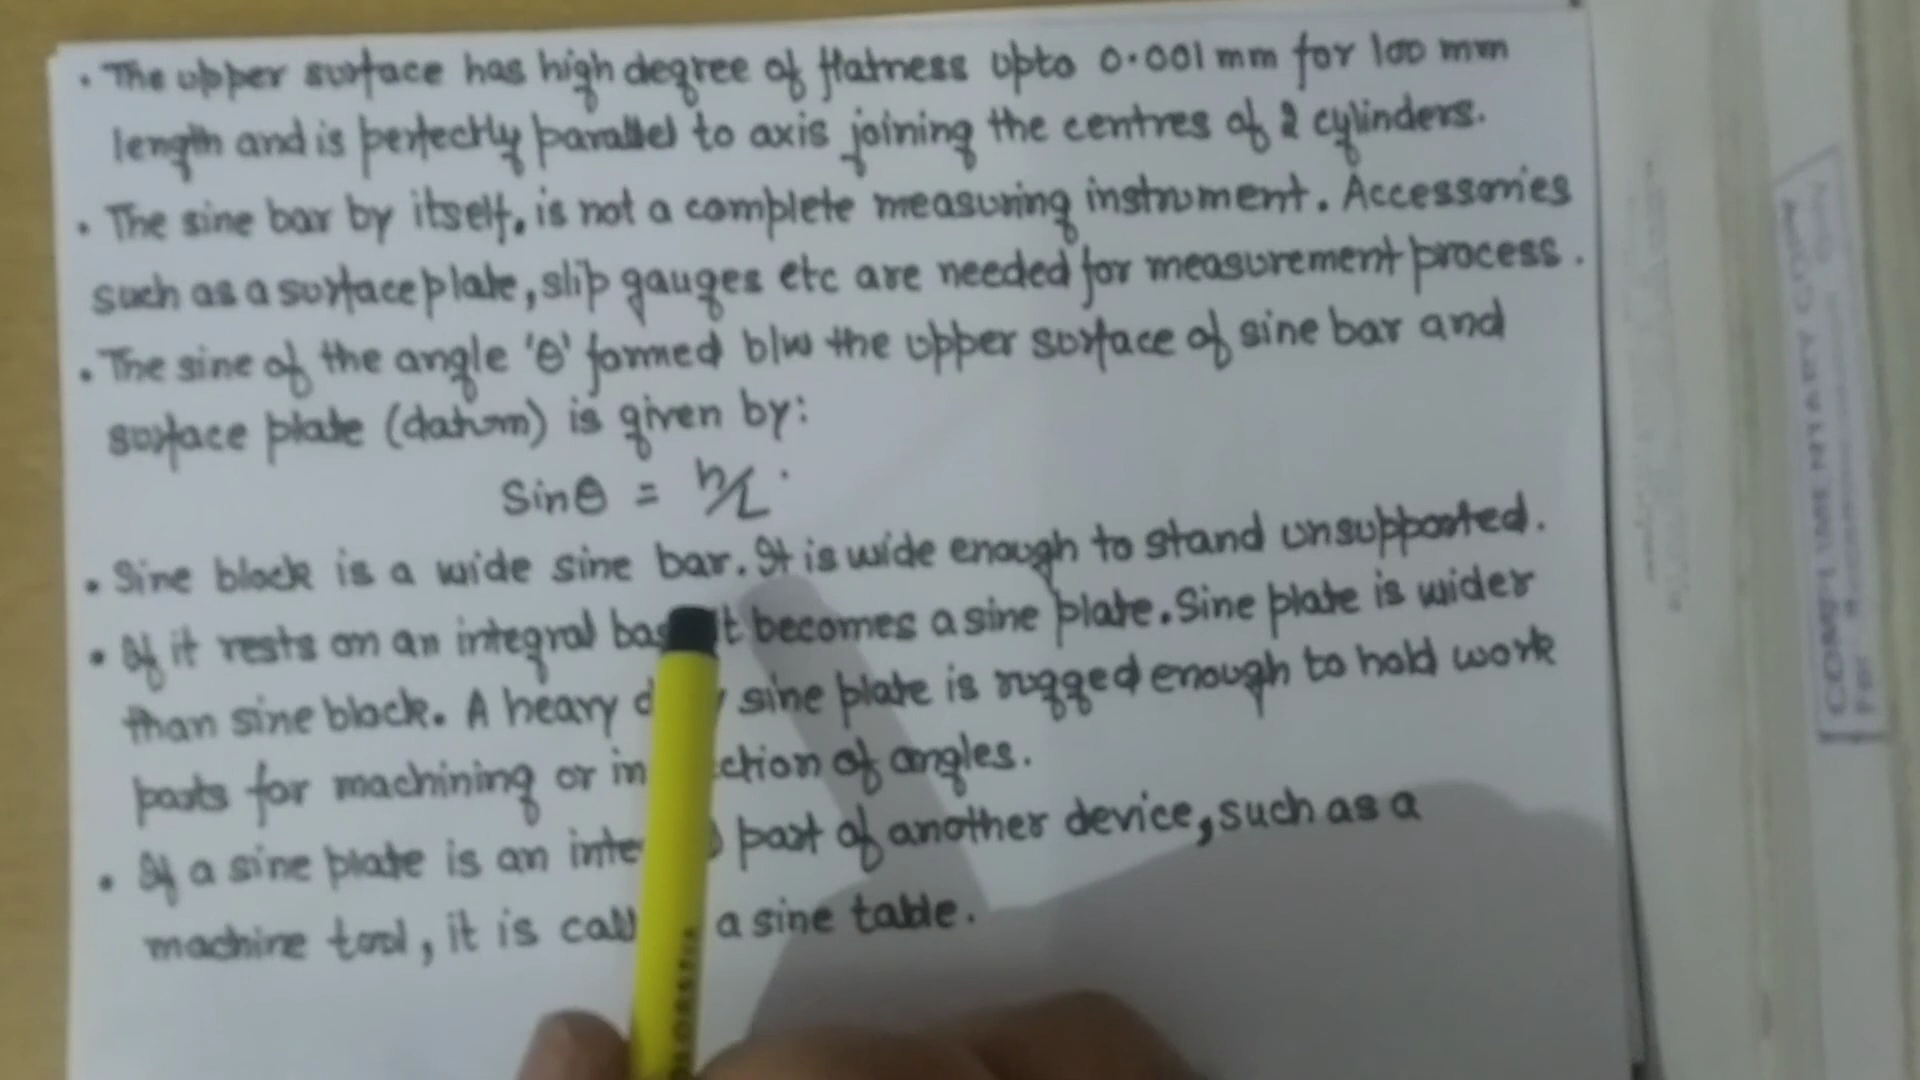 • The upper surface has high degree of flatness upto 0.001 mm for 100 mm
length and is perfectly parallel to axis joining the centres of 2 cylinders.
• The sine bar by itself, is not a complete measuring instrument. Accessories
such as a surface plate, slip gauges etc are needed for measurement process.
• The sine of the angle 'θ' formed b/w the upper surface of sine bar and
surface plate (datum) is given by:
Sinθ = h/L.
• Sine block is a wide sine bar. It is wide enough to stand unsupported.
• If it rests on an integral bas it becomes a sine plate. Sine plate is wider
than sine block. A heavy d y sine plate is rugged enough to hold work
parts for machining or in ction of angles.
• If a sine plate is an inte part of another device, such as a
machine tool, it is call a sine table.
COMPLIMENTARY COPY